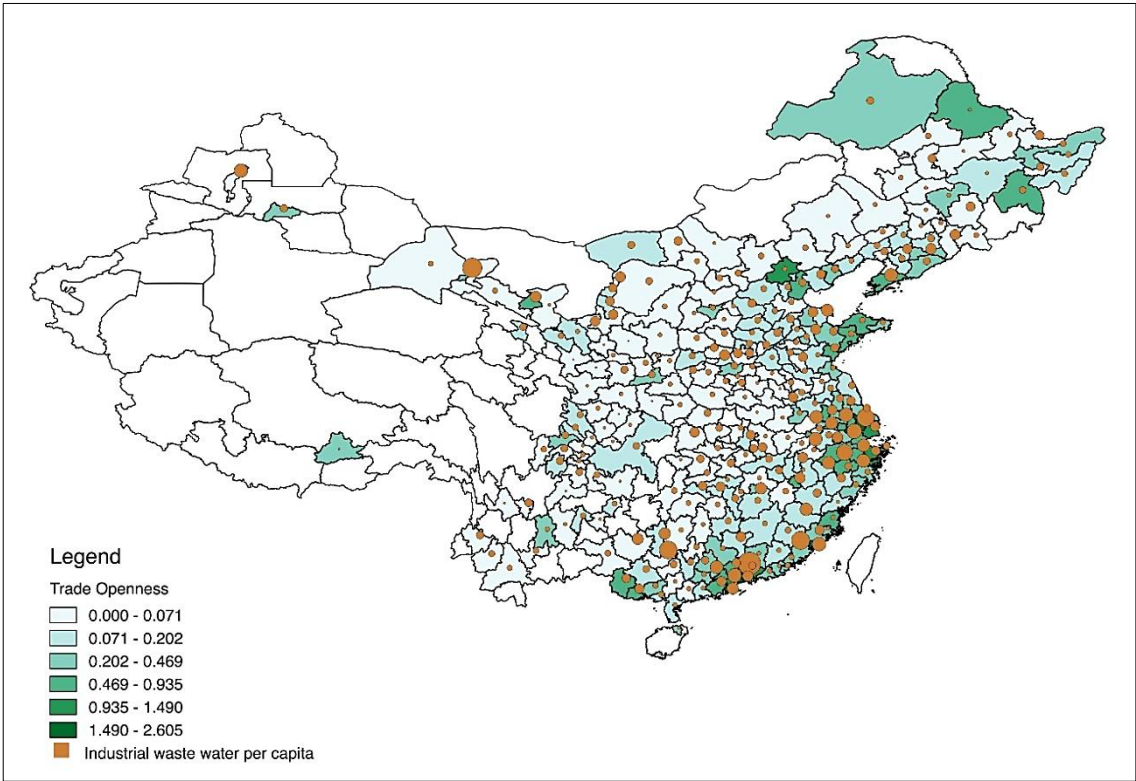 Legend
Trade Openness
0.000 - 0.071
0.071 - 0.202
0.202 - 0.469
0.469 - 0.935
0.935 - 1.490
1.490 - 2.605
Industrial waste water per capita